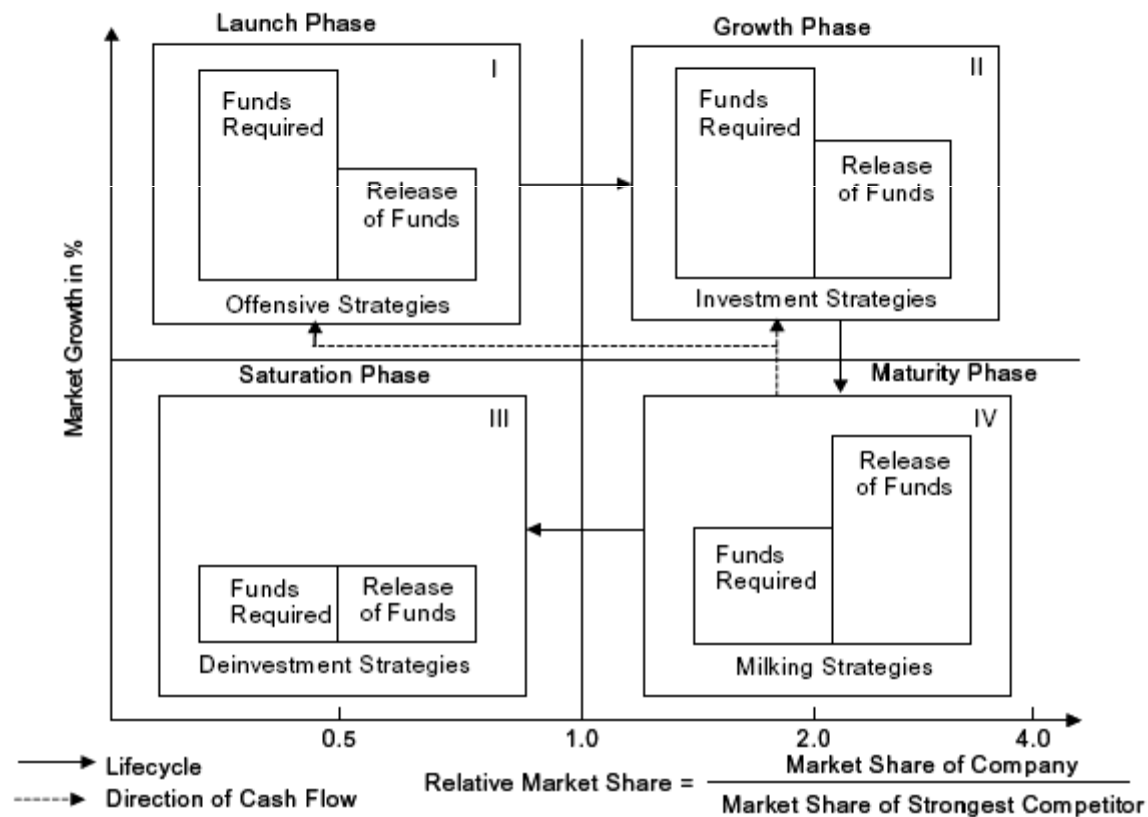 Launch Phase
Growth Phase
I
II
Funds
Required
Release
of Funds
Offensive Strategies
Funds
Required
Release
of Funds
Investment Strategies
Market Growth in %
Saturation Phase
Maturity Phase
III
IV
Funds
Required
Release
of Funds
Deinvestment Strategies
Release
of Funds
Funds
Required
Milking Strategies
0.5
1.0
2.0
4.0
Lifecycle
Direction of Cash Flow
Relative Market Share =
Market Share of Company
Market Share of Strongest Competitor